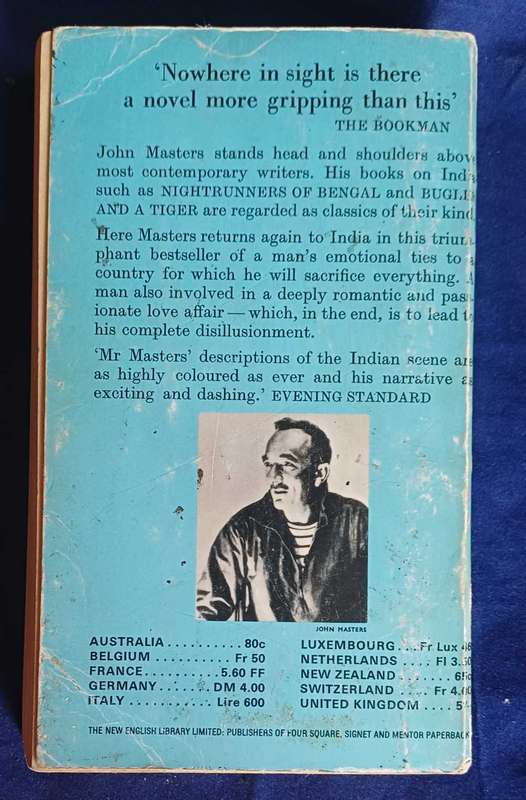 'Nowhere in sight is there
a novel more gripping than this'
THE BOOKMAN
John Masters stands head and shoulders above
most contemporary writers. His books on India
such as NIGHTRUNNERS OF BENGAL and BUGLES
AND A TIGER are regarded as classics of their kind
Here Masters returns again to India in this trium-
phant bestseller of a man's emotional ties to a
country for which he will sacrifice everything. A
man also involved in a deeply romantic and pass-
ionate love affair — which, in the end, is to lead to
his complete disillusionment.
'Mr Masters' descriptions of the Indian scene are
as highly coloured as ever and his narrative as
exciting and dashing.' EVENING STANDARD
JOHN MASTERS
AUSTRALIA .......... 80c
BELGIUM .......... Fr 50
FRANCE .......... 5.60 FF
GERMANY ...... DM 4.00
ITALY ........... Lire 600
LUXEMBOURG ... Fr Lux
NETHERLANDS .... Fl
NEW ZEALAND .......
SWITZERLAND .... Fr
UNITED KINGDOM ....
THE NEW ENGLISH LIBRARY LIMITED: PUBLISHERS OF FOUR SQUARE, SIGNET AND MENTOR PAPERBACK